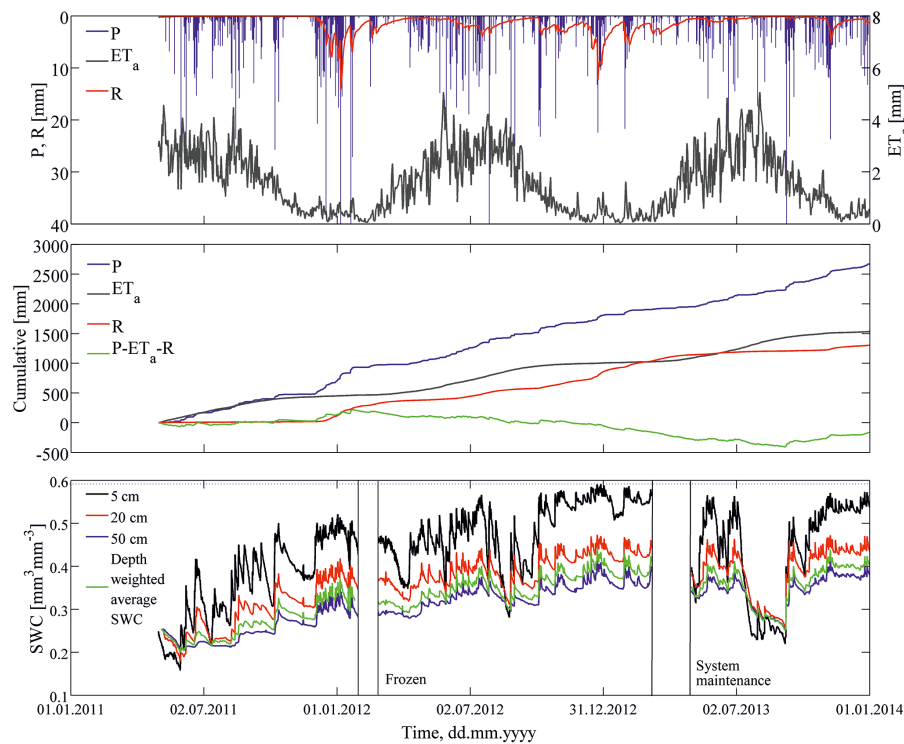 0
10
20
30
40
P, R [mm]
P
ETa
R
8
6
4
2
0
ETa [mm]
3000
2500
2000
1500
1000
500
0
-500
Cumulative [mm]
P
ETa
R
P-ETa-R
0.6
0.5
0.4
0.3
0.2
0.1
SWC [mm³mm⁻³]
5 cm
20 cm
50 cm
Depth
weighted
average
SWC
Frozen
System
maintenance
01.01.2011
02.07.2011
01.01.2012
02.07.2012
31.12.2012
02.07.2013
01.01.2014
Time, dd.mm.yyyy